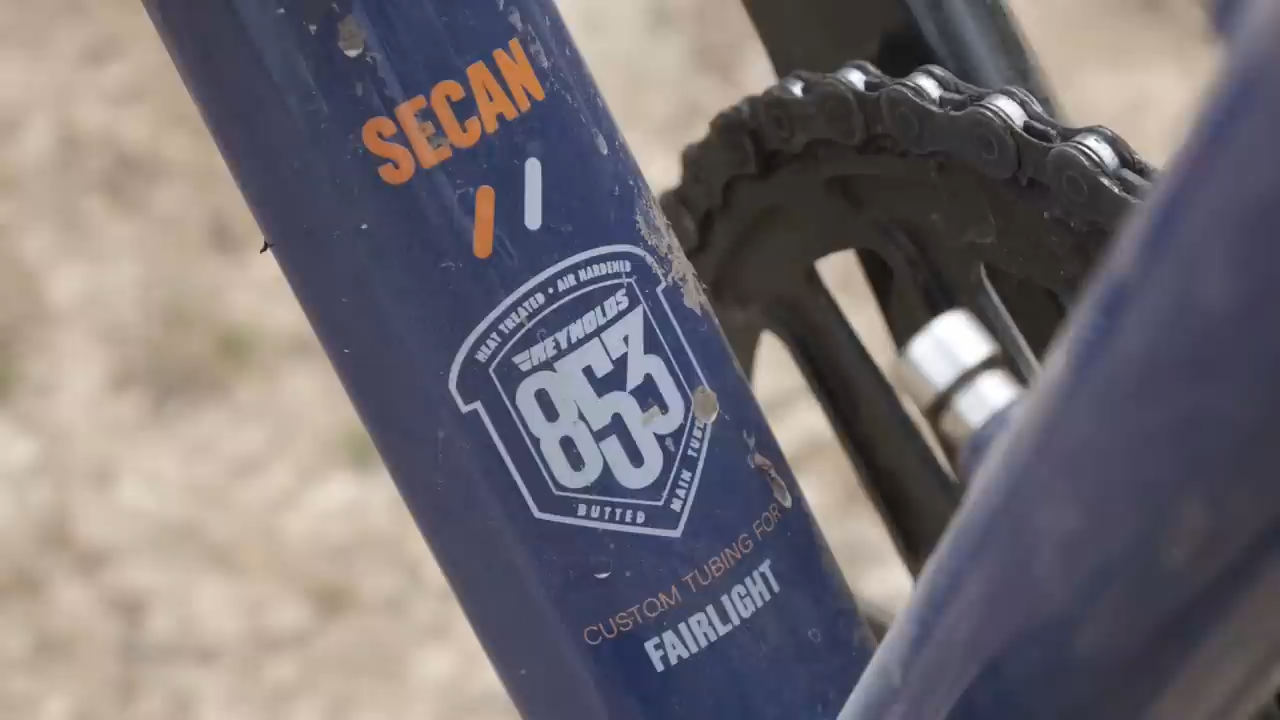 SECAN
HEAT TREATED • AIR HARDENED
REYNOLDS
853
MAIN TUBE
BUTTED
CUSTOM TUBING FOR
FAIRLIGHT